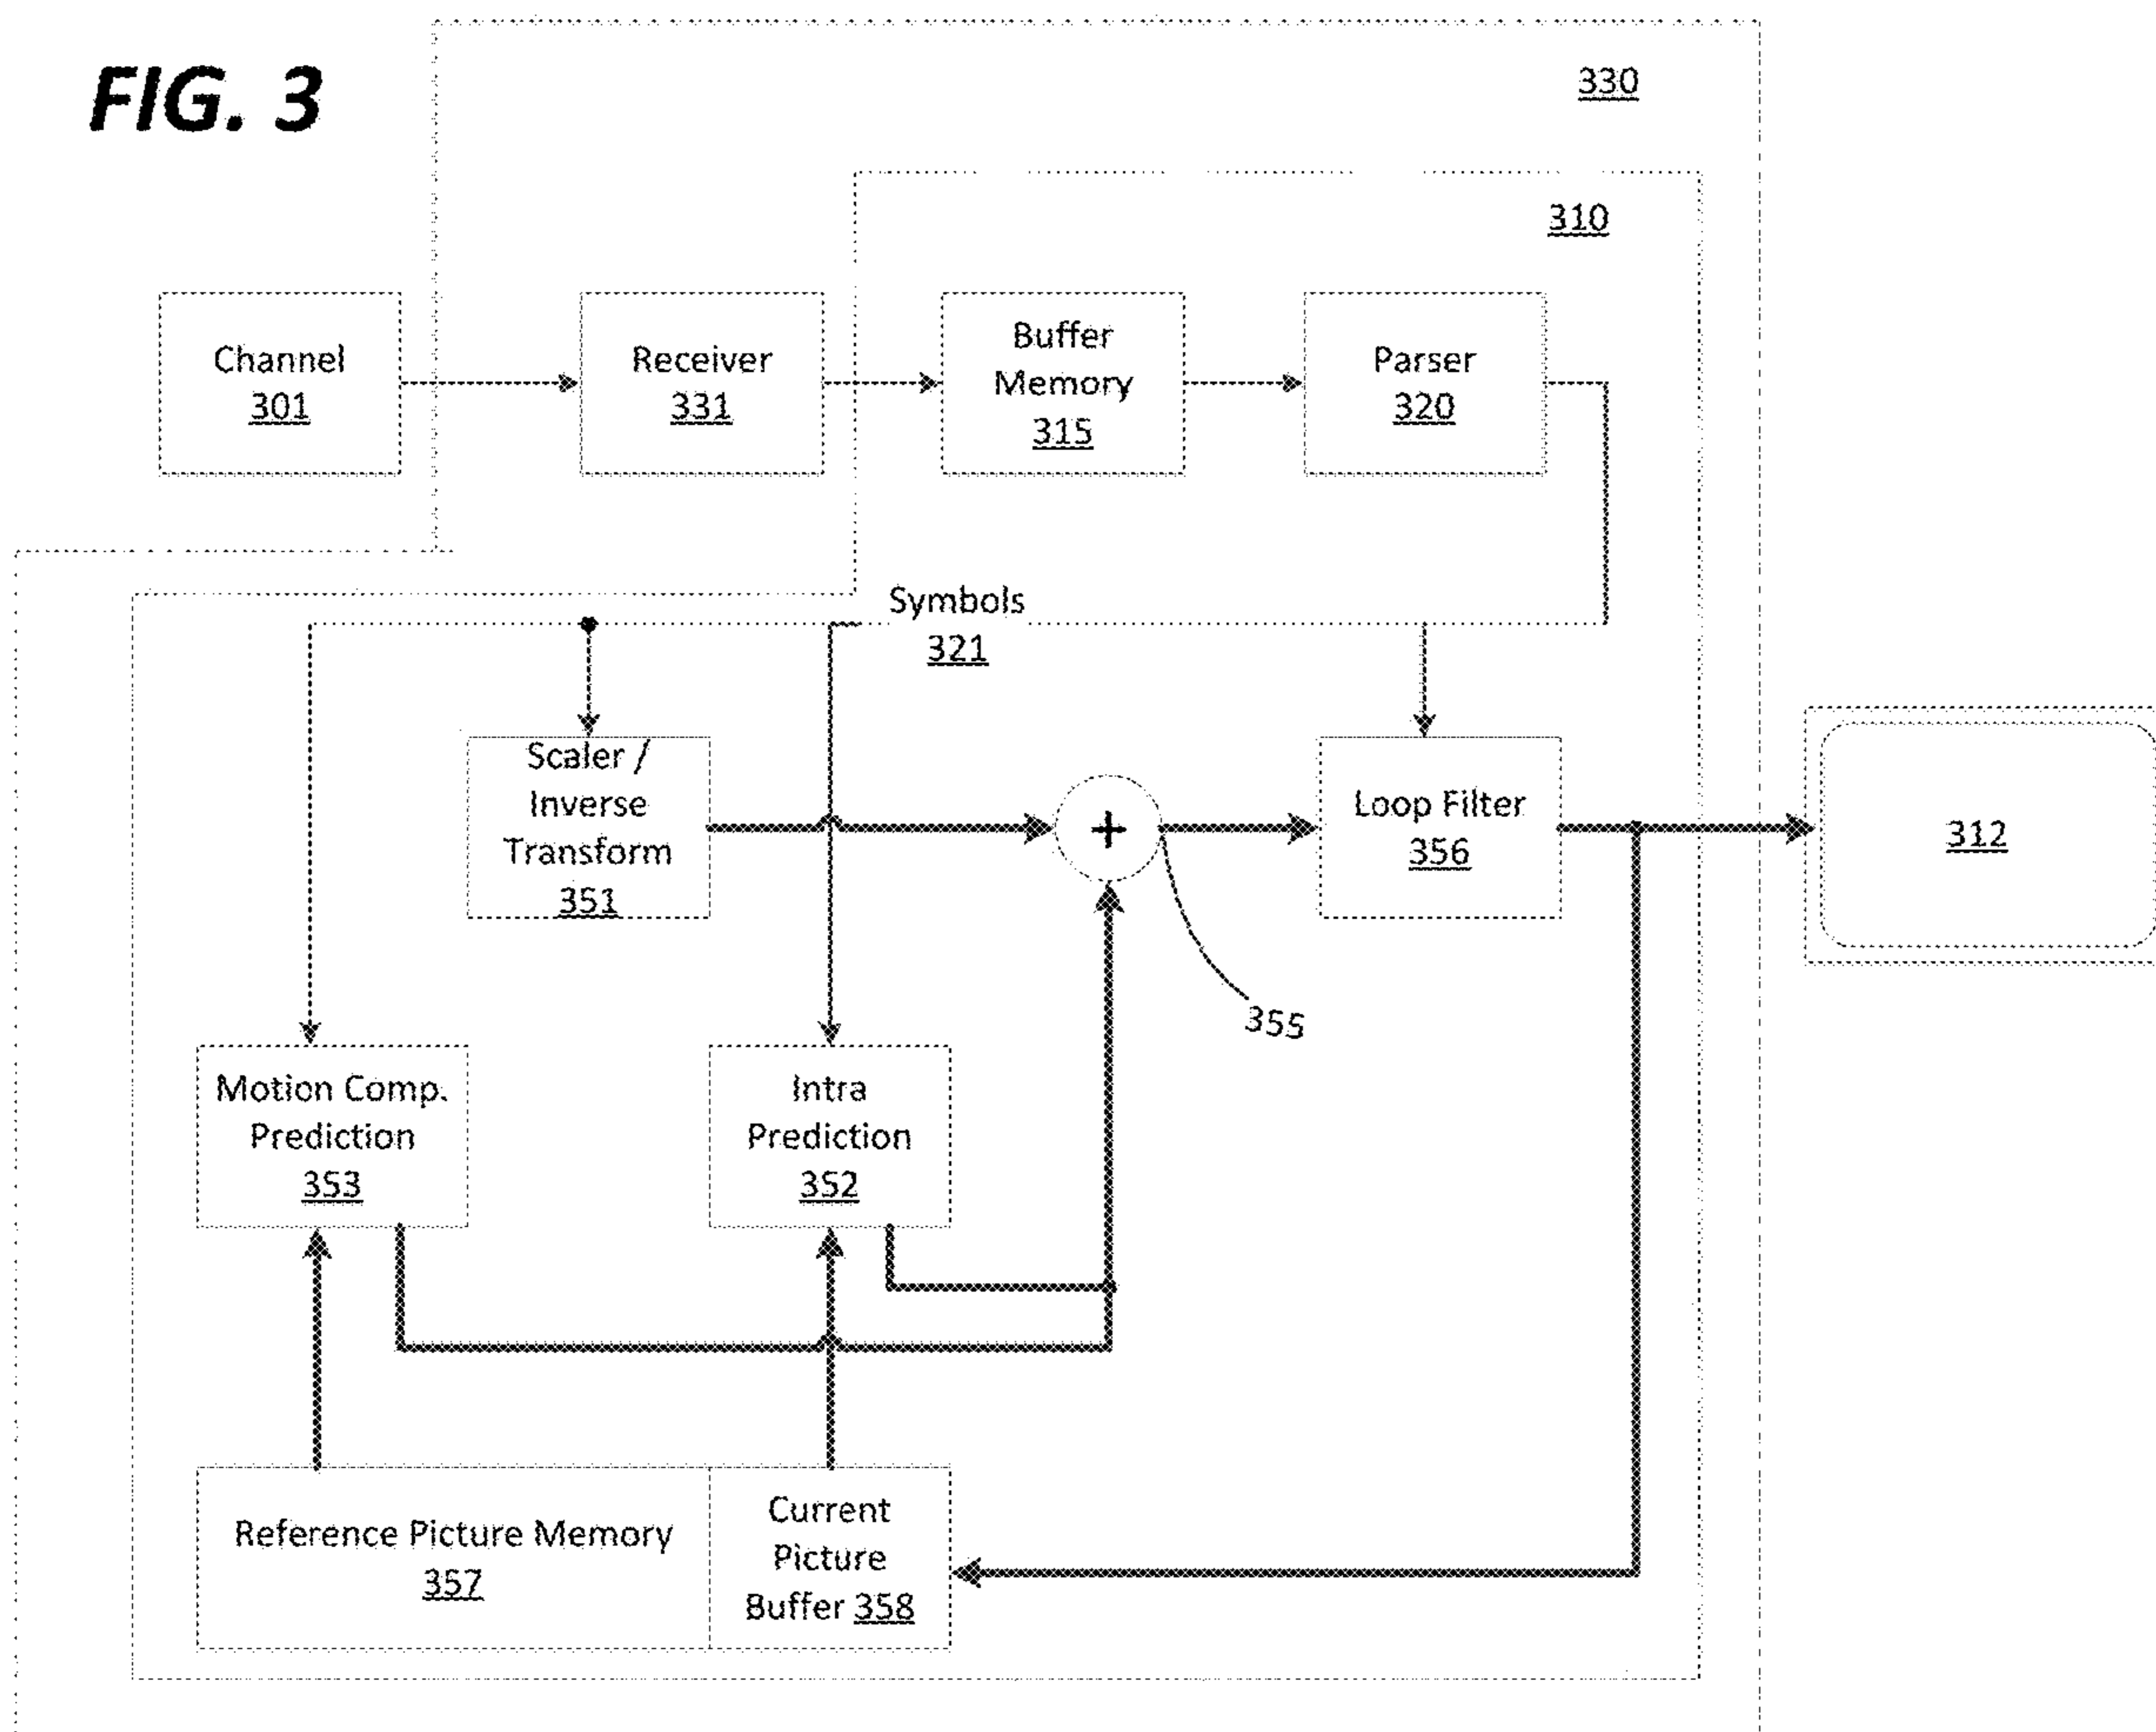 FIG. 3
330
310
Channel
301
Receiver
331
Buffer
Memory
315
Parser
320
Symbols
321
Scaler /
Inverse
Transform
351
+
Loop Filter
356
312
355
Motion Comp.
Prediction
353
Intra
Prediction
352
Reference Picture Memory
357
Current
Picture
Buffer 358